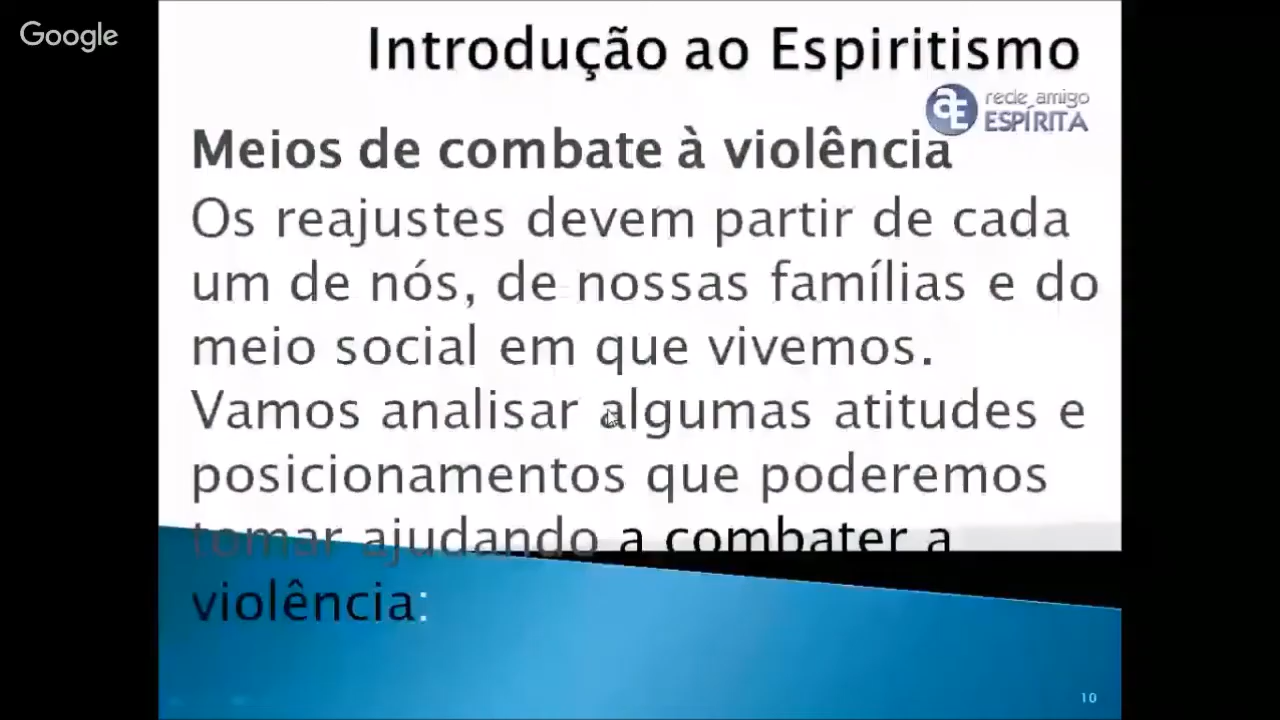 Google
Introdução ao Espiritismo
rede amigo
ESPÍRITA
Meios de combate à violência
Os reajustes devem partir de cada
um de nós, de nossas famílias e do
meio social em que vivemos.
Vamos analisar algumas atitudes e
posicionamentos que poderemos
tomar ajudando a combater a
violência:
10